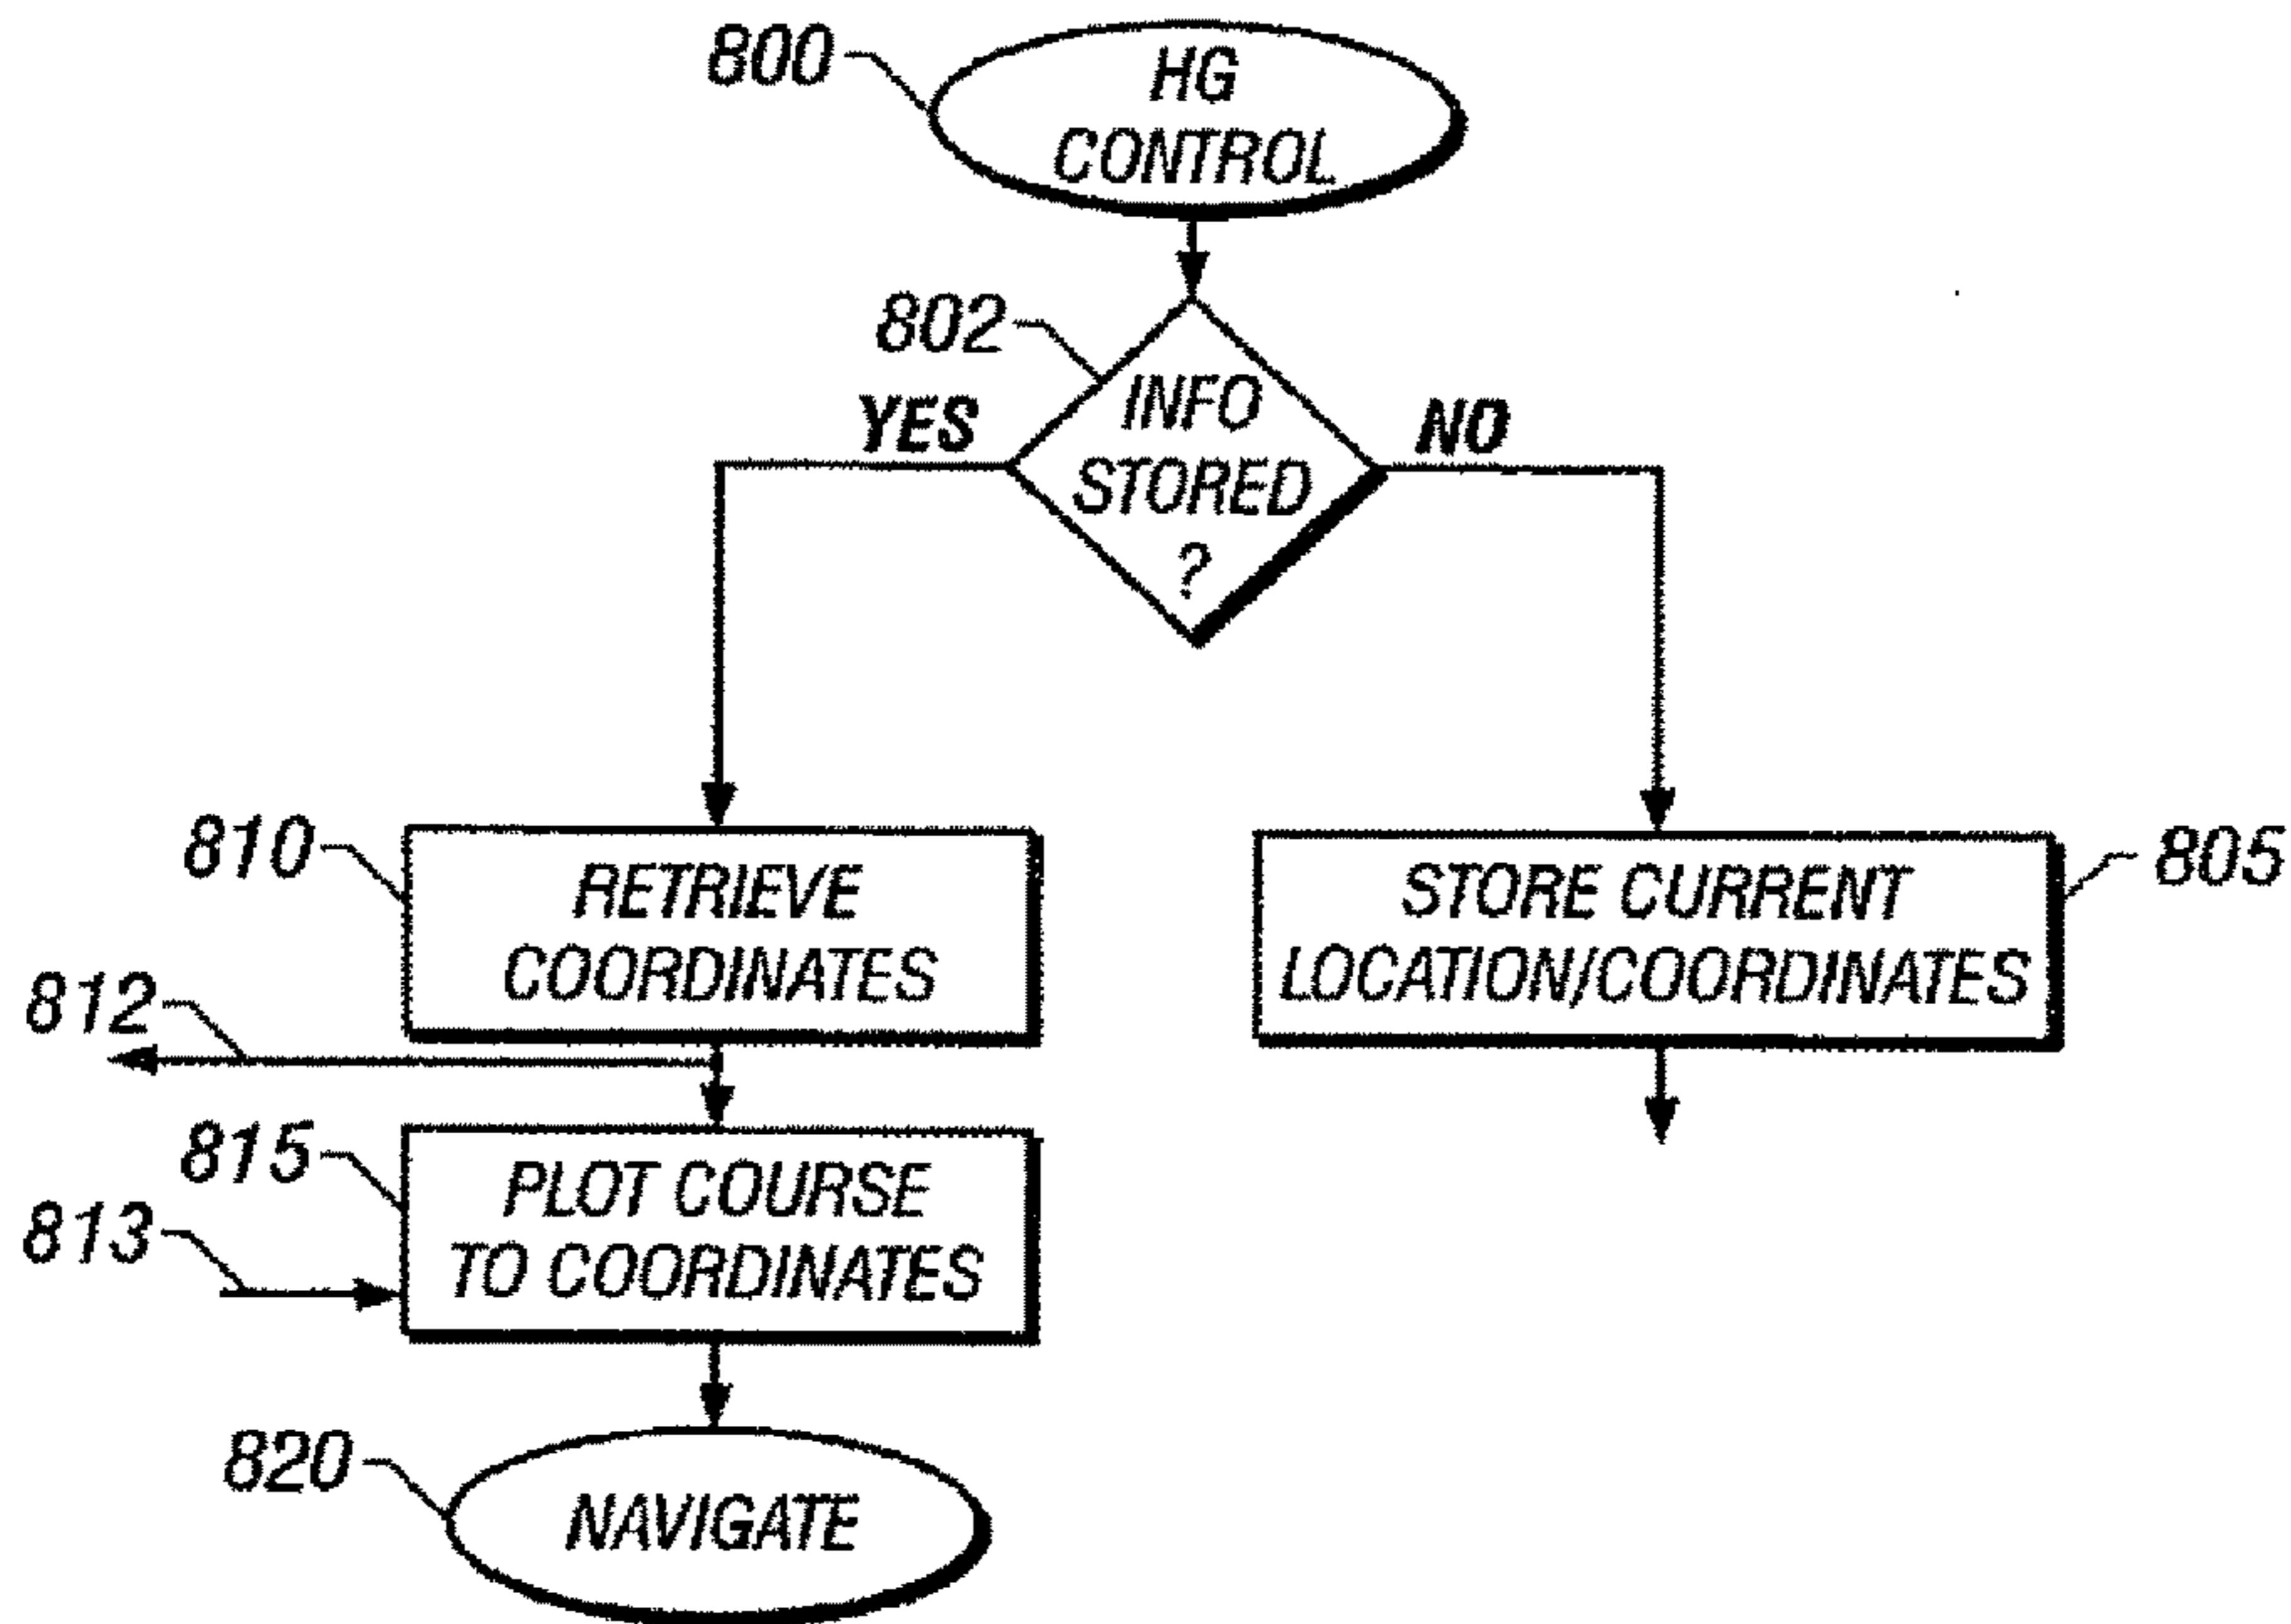 800
HG
CONTROL
802
YES
INFO
STORED
?
NO
810
RETRIEVE
COORDINATES
STORE CURRENT
LOCATION/COORDINATES
805
812
815
PLOT COURSE
TO COORDINATES
813
820
NAVIGATE